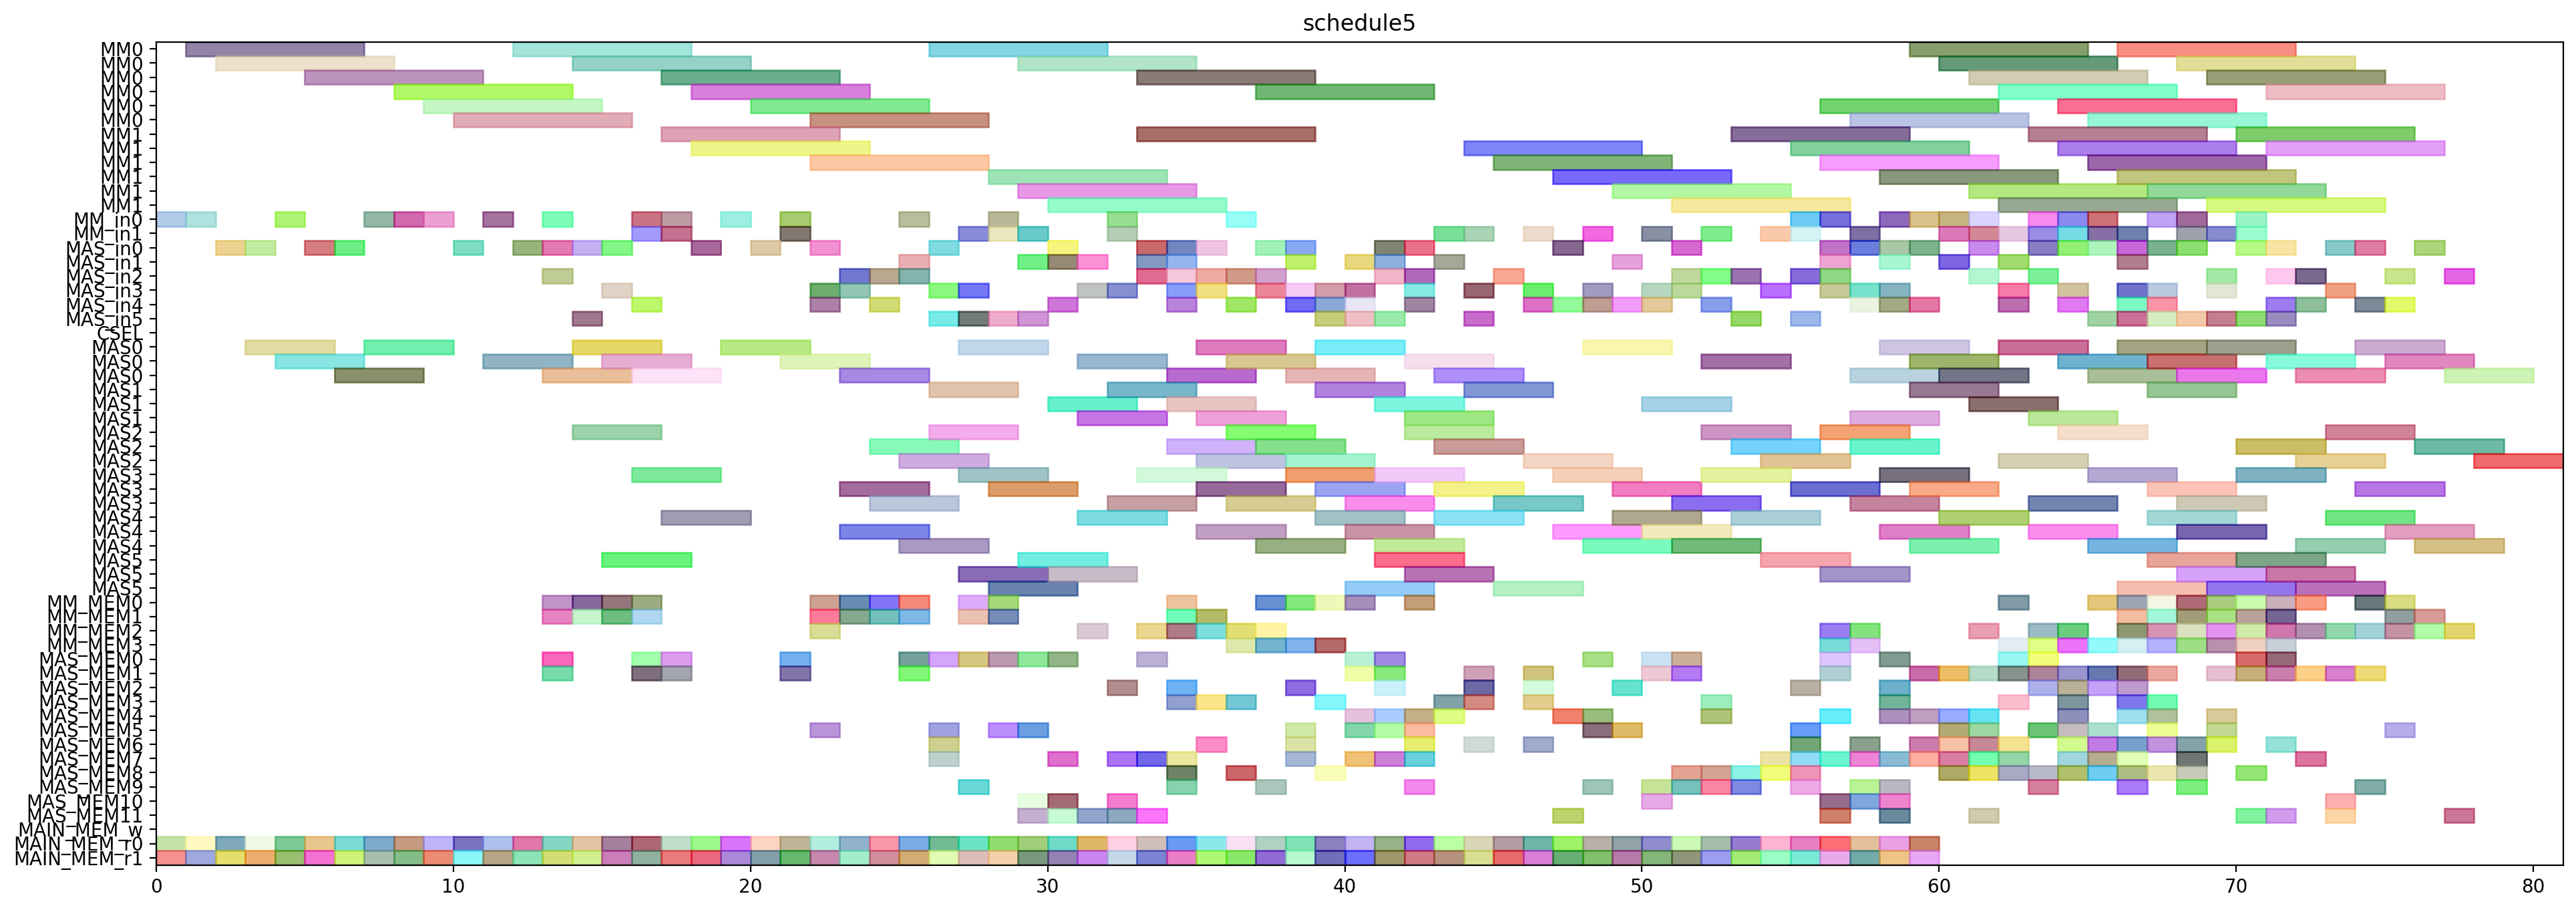 schedule5
MM0
MM0
MM0
MM0
MM0
MM0
MM1
MM1
MM1
MM1
MM1
MM1
MM_in0
MM_in1
MAS_in0
MAS_in1
MAS_in2
MAS_in3
MAS_in4
MAS_in5
CSEL
MAS0
MAS0
MAS0
MAS1
MAS1
MAS1
MAS2
MAS2
MAS2
MAS3
MAS3
MAS3
MAS4
MAS4
MAS4
MAS5
MAS5
MAS5
MM_MEM0
MM_MEM1
MM_MEM2
MM_MEM3
MAS_MEM0
MAS_MEM1
MAS_MEM2
MAS_MEM3
MAS_MEM4
MAS_MEM5
MAS_MEM6
MAS_MEM7
MAS_MEM8
MAS_MEM9
MAS_MEM10
MAS_MEM11
MAIN_MEM_w
MAIN_MEM_r0
MAIN_MEM_r1
0 10 20 30 40 50 60 70 80